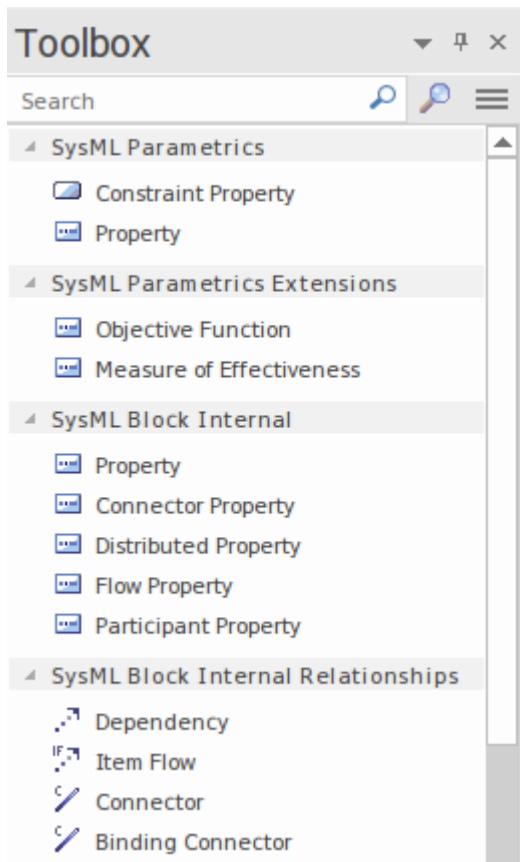 Toolbox
Search
SysML Parametrics
Constraint Property
Property
SysML Parametrics Extensions
Objective Function
Measure of Effectiveness
SysML Block Internal
Property
Connector Property
Distributed Property
Flow Property
Participant Property
SysML Block Internal Relationships
Dependency
IF
Item Flow
C
Connector
C
Binding Connector